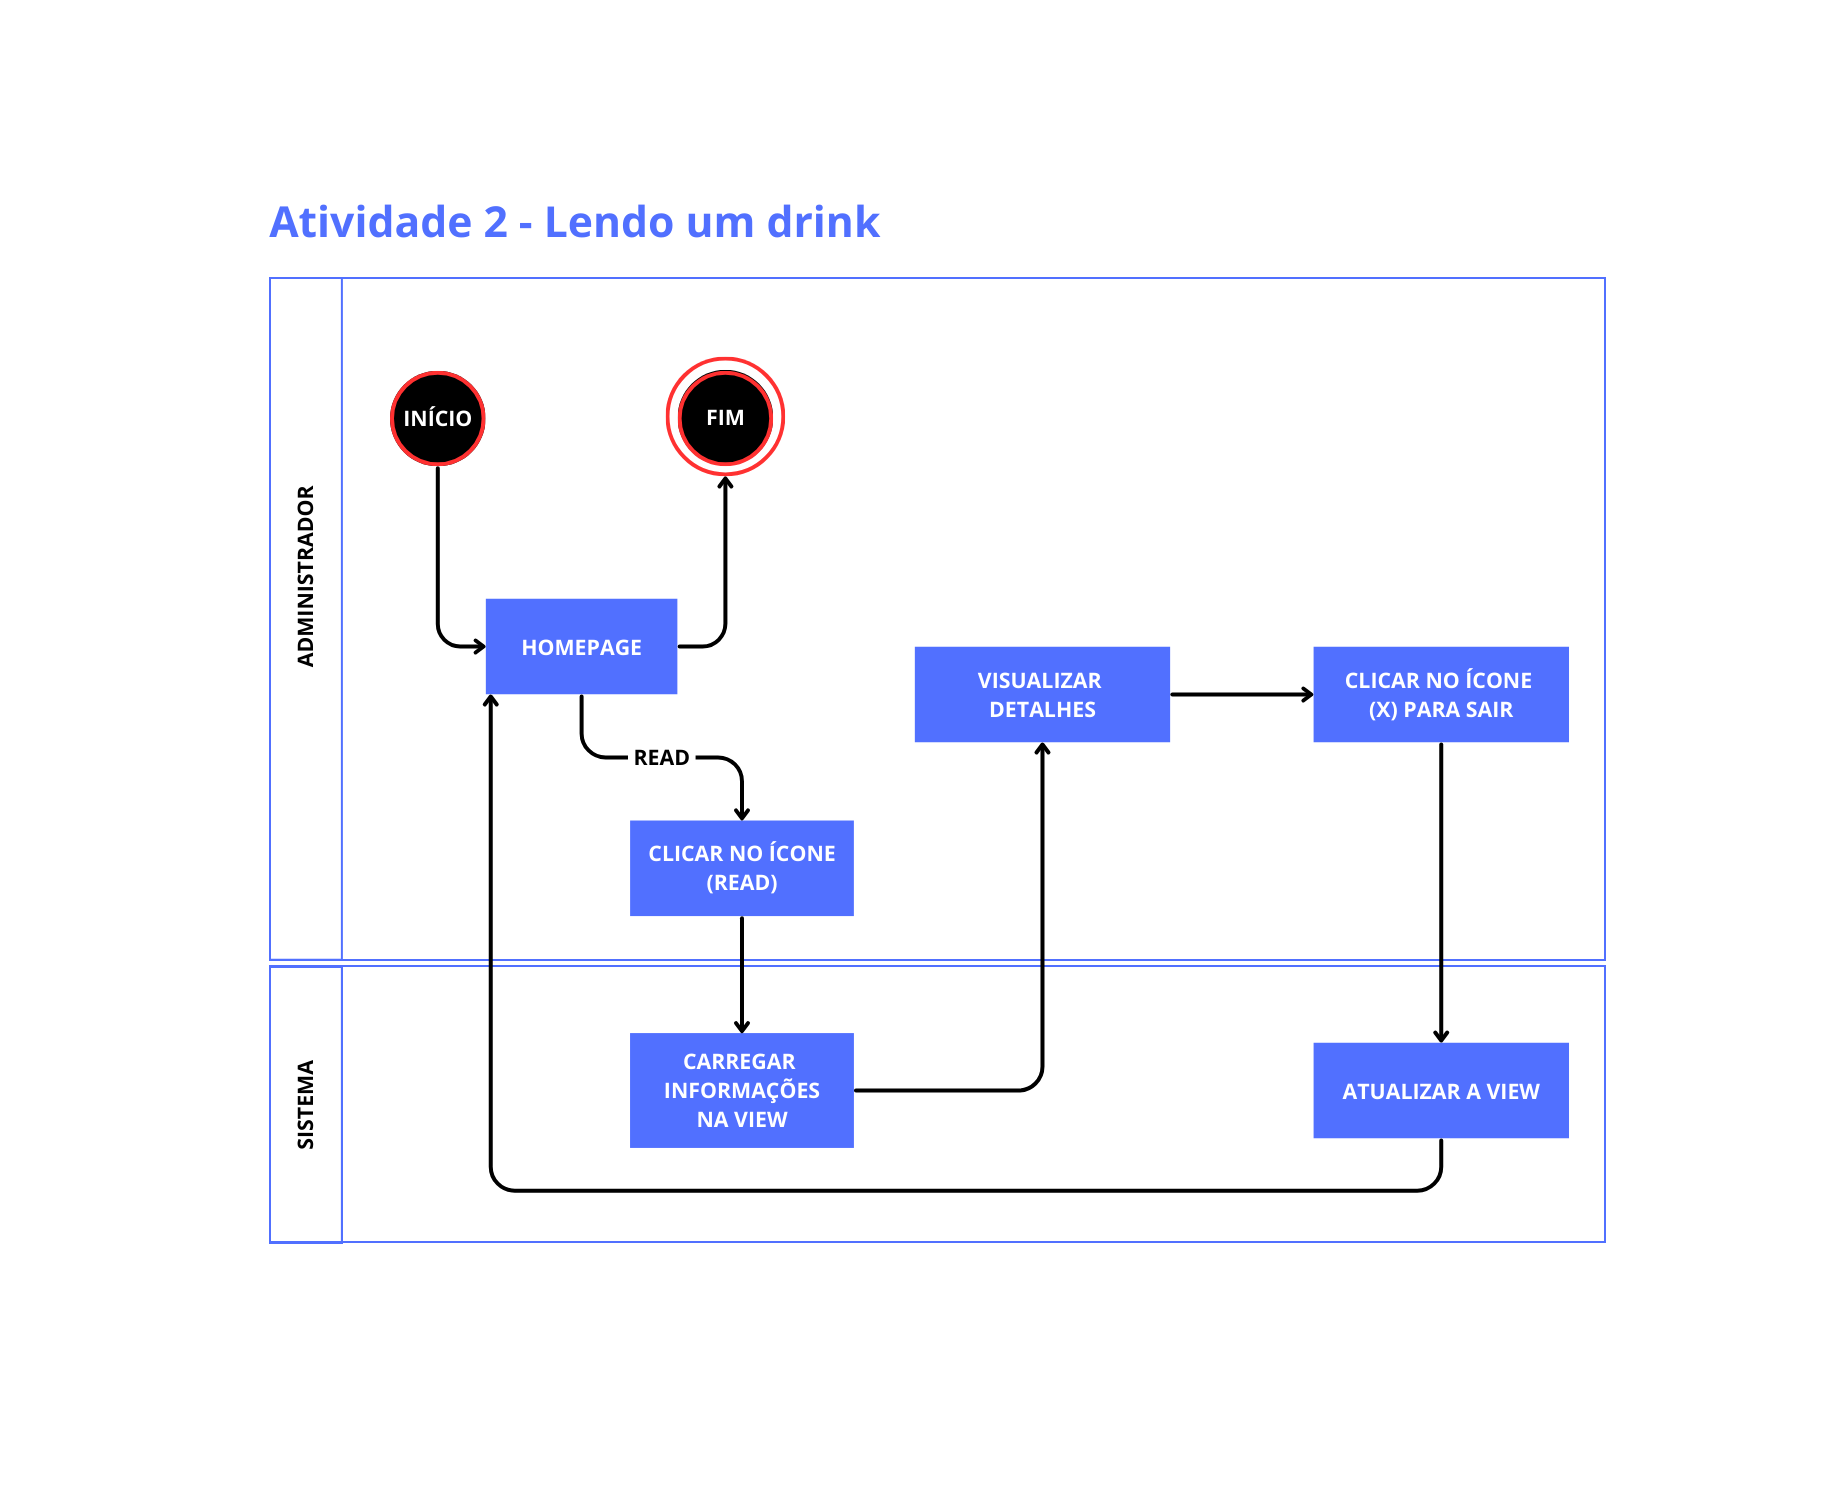 Atividade 2 - Lendo um drink
ADMINISTRADOR
INÍCIO
FIM
HOMEPAGE
READ
CLICAR NO ÍCONE
(READ)
VISUALIZAR
DETALHES
CLICAR NO ÍCONE
(X) PARA SAIR
SISTEMA
CARREGAR
INFORMAÇÕES
NA VIEW
ATUALIZAR A VIEW